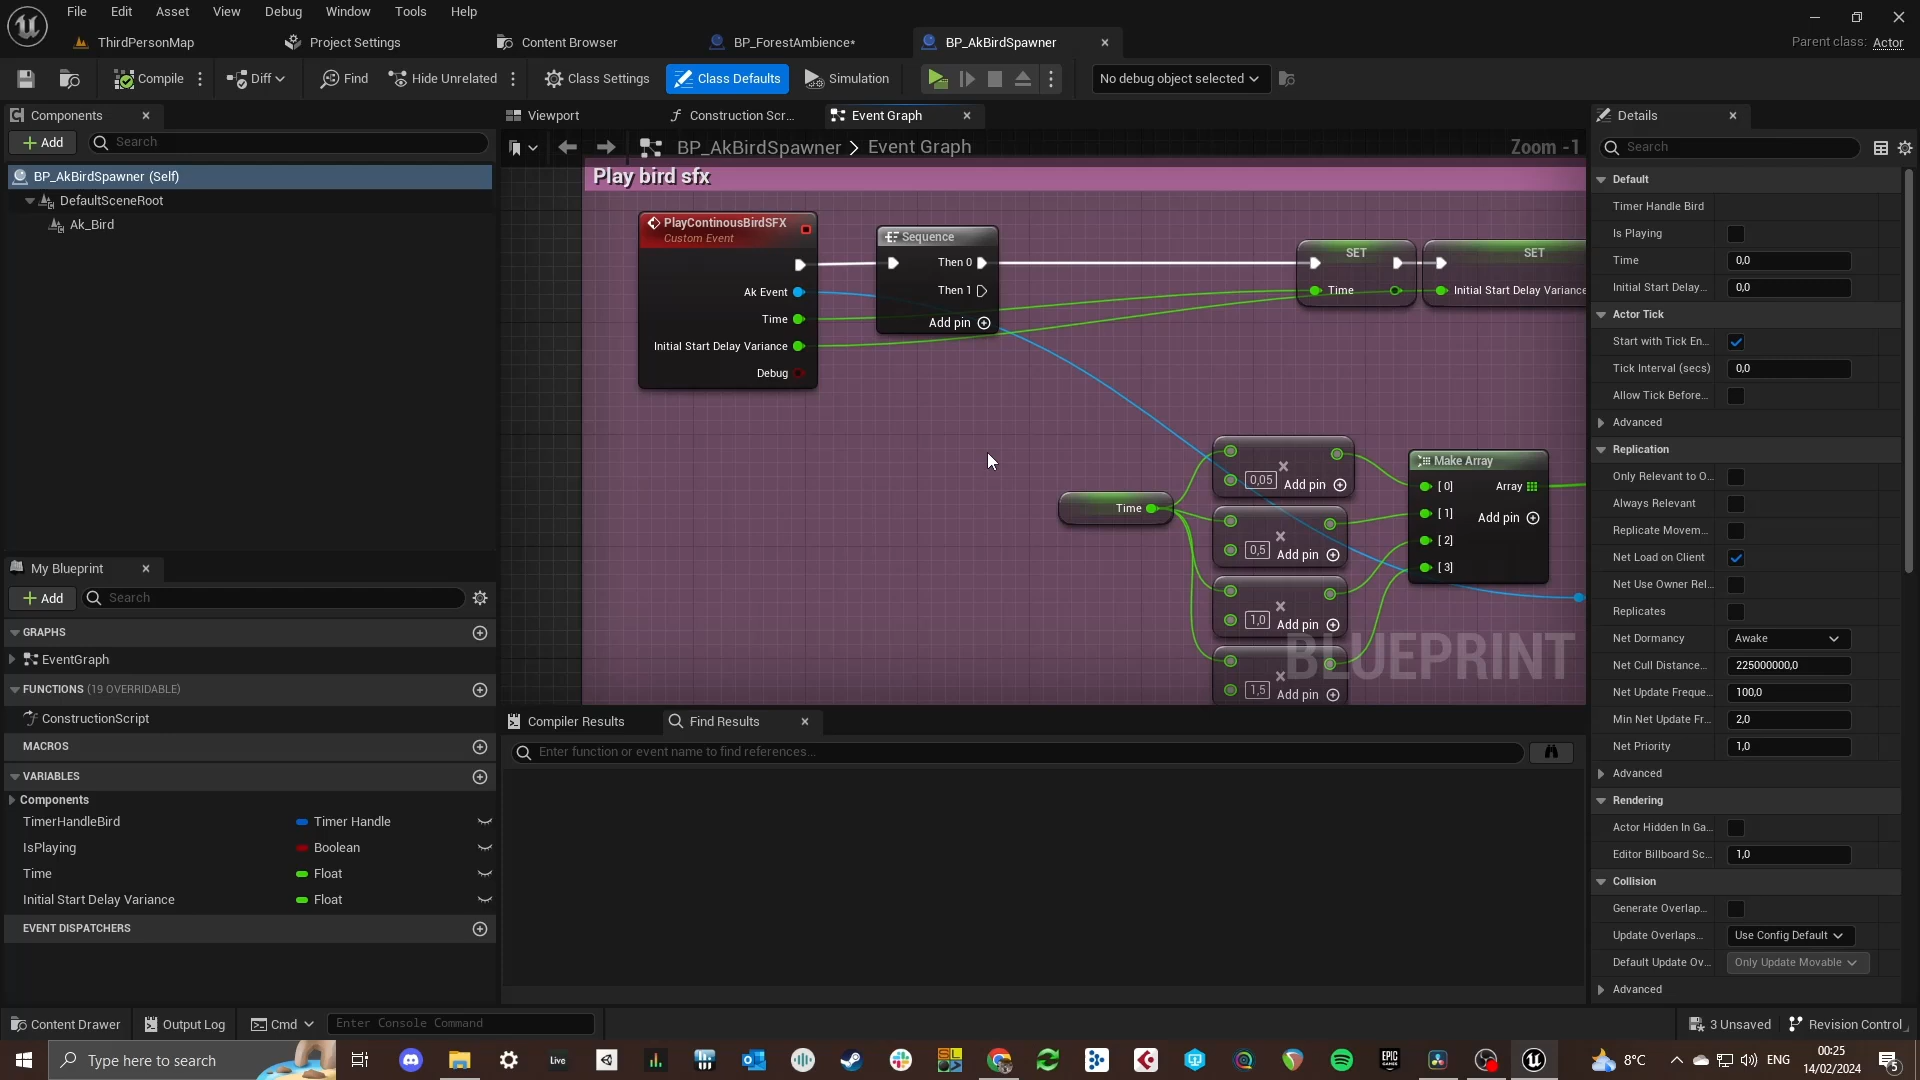 File Edit Asset View Debug Window Tools Help
ThirdPersonMap Project Settings Content Browser BP_ForestAmbience* BP_AkBirdSpawner
Parent class: Actor
Compile Diff Find Hide Unrelated Class Settings Class Defaults Simulation No debug object selected
Components
Add Search
BP_AkBirdSpawner (Self)
DefaultSceneRoot
Ak_Bird
My Blueprint
Add Search
GRAPHS
EventGraph
FUNCTIONS (19 OVERRIDABLE)
ConstructionScript
MACROS
VARIABLES
Components
TimerHandleBird Timer Handle
IsPlaying Boolean
Time Float
Initial Start Delay Variance Float
EVENT DISPATCHERS
Viewport Construction Scr... Event Graph
BP_AkBirdSpawner > Event Graph Zoom -1
Play bird sfx
PlayContinousBirdSFX
Custom Event
Ak Event
Time
Initial Start Delay Variance
Debug
Sequence
Then 0
Then 1
Add pin
SET
Time
SET
Initial Start Delay Variance
Time
0,05 Add pin
0,5 Add pin
1,0 Add pin
1,5 Add pin
Make Array
[0] Array
[1] Add pin
[2]
[3]
BLUEPRINT
Compiler Results Find Results
Enter function or event name to find references...
Details
Search
Default
Timer Handle Bird
Is Playing
Time 0,0
Initial Start Delay... 0,0
Actor Tick
Start with Tick En...
Tick Interval (secs) 0,0
Allow Tick Before...
Advanced
Replication
Only Relevant to O...
Always Relevant
Replicate Movem...
Net Load on Client
Net Use Owner Rel...
Replicates
Net Dormancy Awake
Net Cull Distance... 225000000,0
Net Update Freque... 100,0
Min Net Update Fr... 2,0
Net Priority 1,0
Advanced
Rendering
Actor Hidden In Ga...
Editor Billboard Sc... 1,0
Collision
Generate Overlap...
Update Overlaps... Use Config Default
Default Update Ov... Only Update Movable
Advanced
Content Drawer Output Log Cmd Enter Console Command 3 Unsaved Revision Control
Type here to search Live EPIC GAMES 8°C ENG 00:25
14/02/2024 5